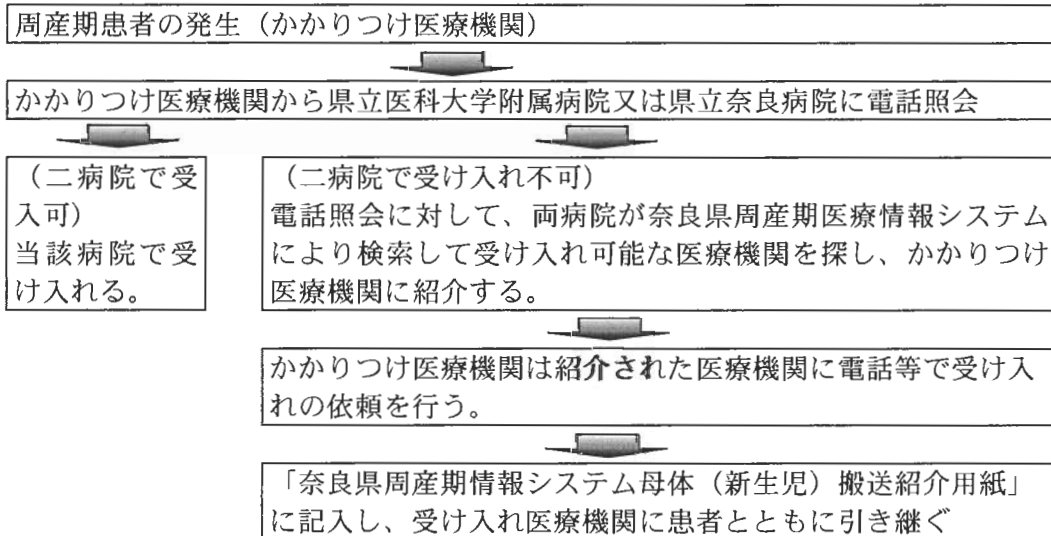 周産期患者の発生（かかりつけ医療機関）
かかりつけ医療機関から県立医科大学附属病院又は県立奈良病院に電話照会
（二病院で受
入可）
当該病院で受
け入れる。
（二病院で受け入れ不可）
電話照会に対して、両病院が奈良県周産期医療情報システム
により検索して受け入れ可能な医療機関を探し、かかりつけ
医療機関に紹介する。
かかりつけ医療機関は紹介された医療機関に電話等で受け入
れの依頼を行う。
「奈良県周産期情報システム母体（新生児）搬送紹介用紙」
に記入し、受け入れ医療機関に患者とともに引き継ぐ